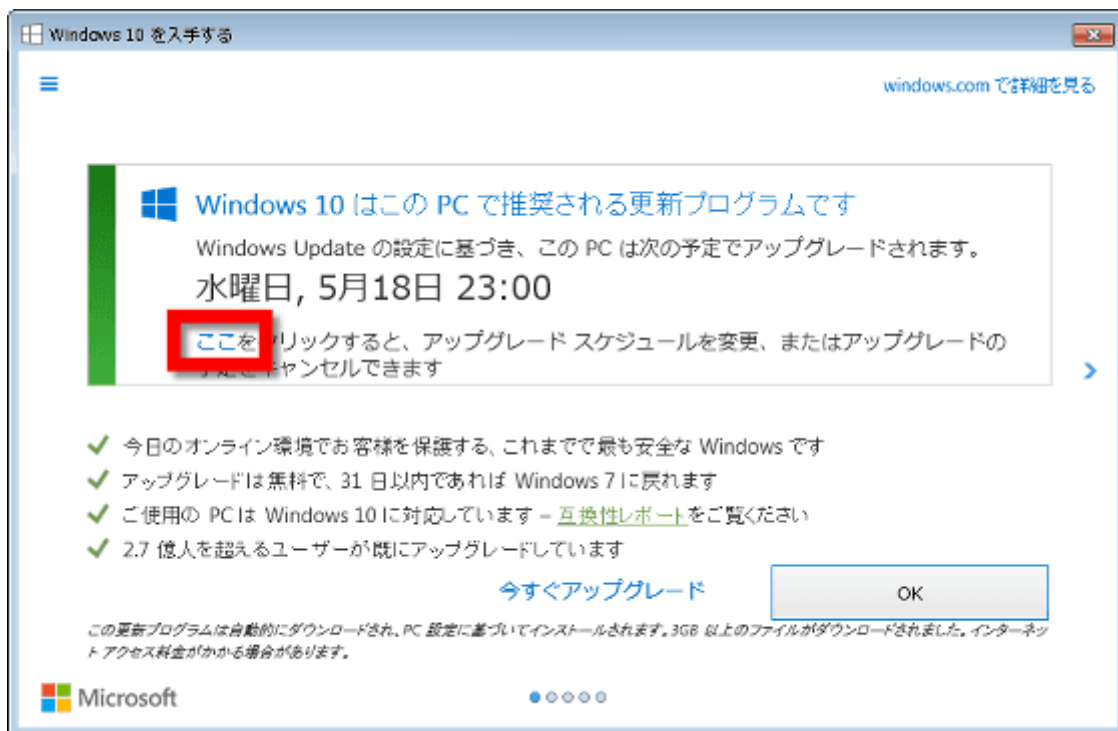 Windows 10 を入手する
windows.com で詳細を見る
Windows 10 はこの PC で推奨される更新プログラムです
Windows Update の設定に基づき、この PC は次の予定でアップグレードされます。
水曜日, 5月18日 23:00
ここをクリックすると、アップグレード スケジュールを変更、またはアップグレードの
予定をキャンセルできます
今日のオンライン環境でお客様を保護する、これまでで最も安全な Windows です
アップグレードは無料で、31 日以内であれば Windows 7 に戻れます
ご使用の PC は Windows 10 に対応しています – 互換性レポートをご覧ください
2.7 億人を超えるユーザーが既にアップグレードしています
今すぐアップグレード
OK
この更新プログラムは自動的にダウンロードされ、PC 設定に基づいてインストールされます。3GB 以上のファイルがダウンロードされました。インターネッ
ト アクセス料金がかかる場合があります。
Microsoft